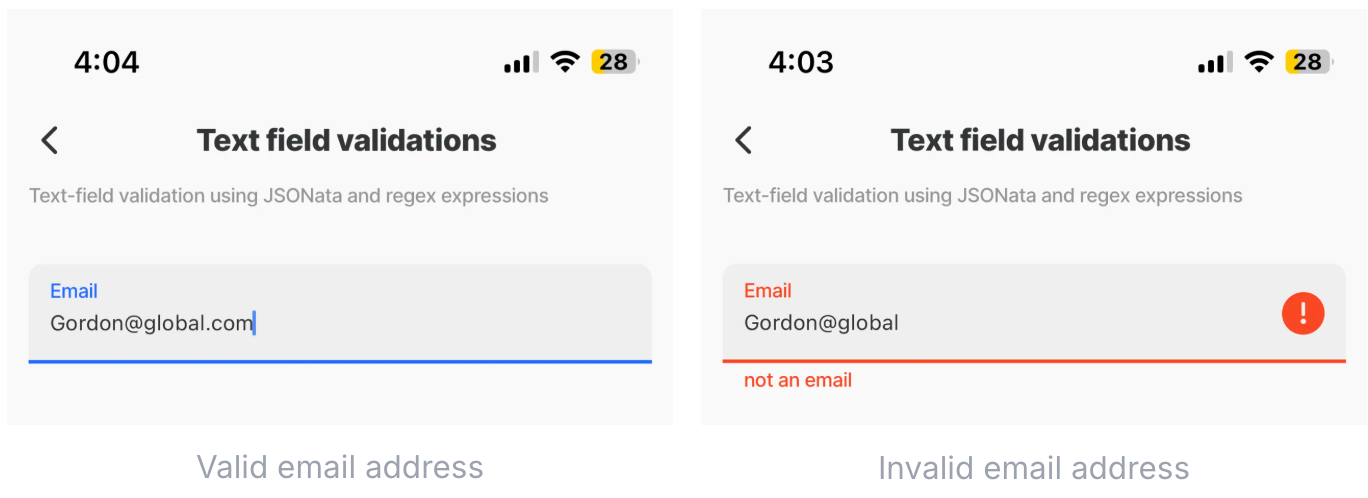 4:04
28
Text field validations
Text-field validation using JSONata and regex expressions
Email
Gordon@global.com
Valid email address
4:03
28
Text field validations
Text-field validation using JSONata and regex expressions
Email
Gordon@global
!
not an email
Invalid email address